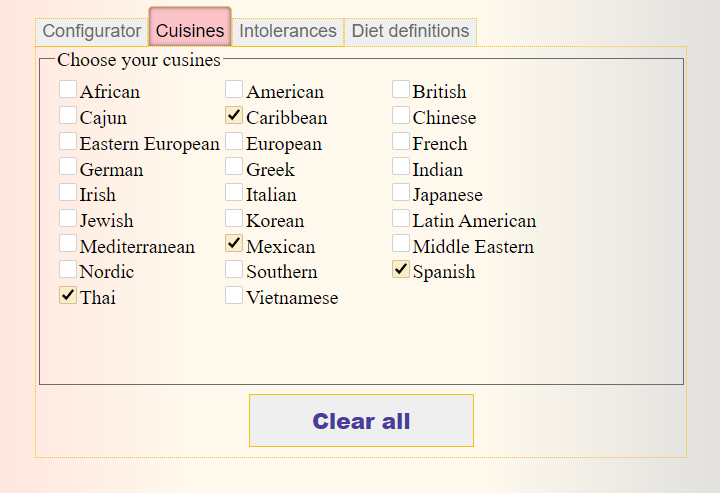 Configurator Cuisines Intolerances Diet definitions
Choose your cusines
African American British
Cajun Caribbean Chinese
Eastern European European French
German Greek Indian
Irish Italian Japanese
Jewish Korean Latin American
Mediterranean Mexican Middle Eastern
Nordic Southern Spanish
Thai Vietnamese
Clear all